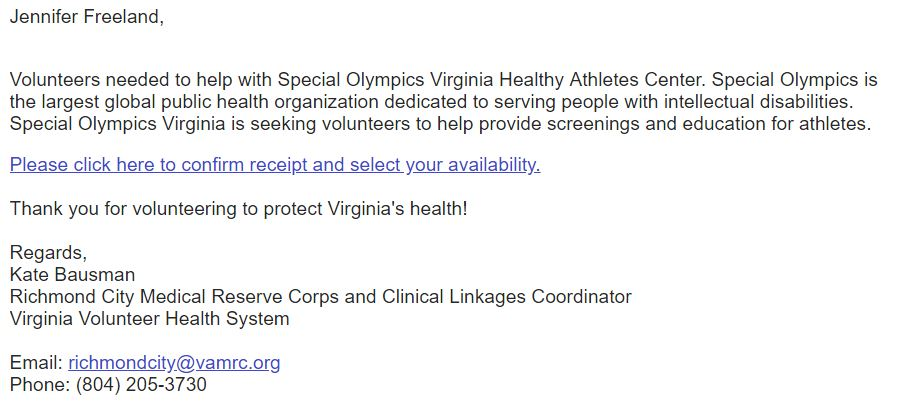 Jennifer Freeland,
Volunteers needed to help with Special Olympics Virginia Healthy Athletes Center. Special Olympics is
the largest global public health organization dedicated to serving people with intellectual disabilities.
Special Olympics Virginia is seeking volunteers to help provide screenings and education for athletes.
Please click here to confirm receipt and select your availability.
Thank you for volunteering to protect Virginia's health!
Regards,
Kate Bausman
Richmond City Medical Reserve Corps and Clinical Linkages Coordinator
Virginia Volunteer Health System
Email: richmondcity@vamrc.org
Phone: (804) 205-3730